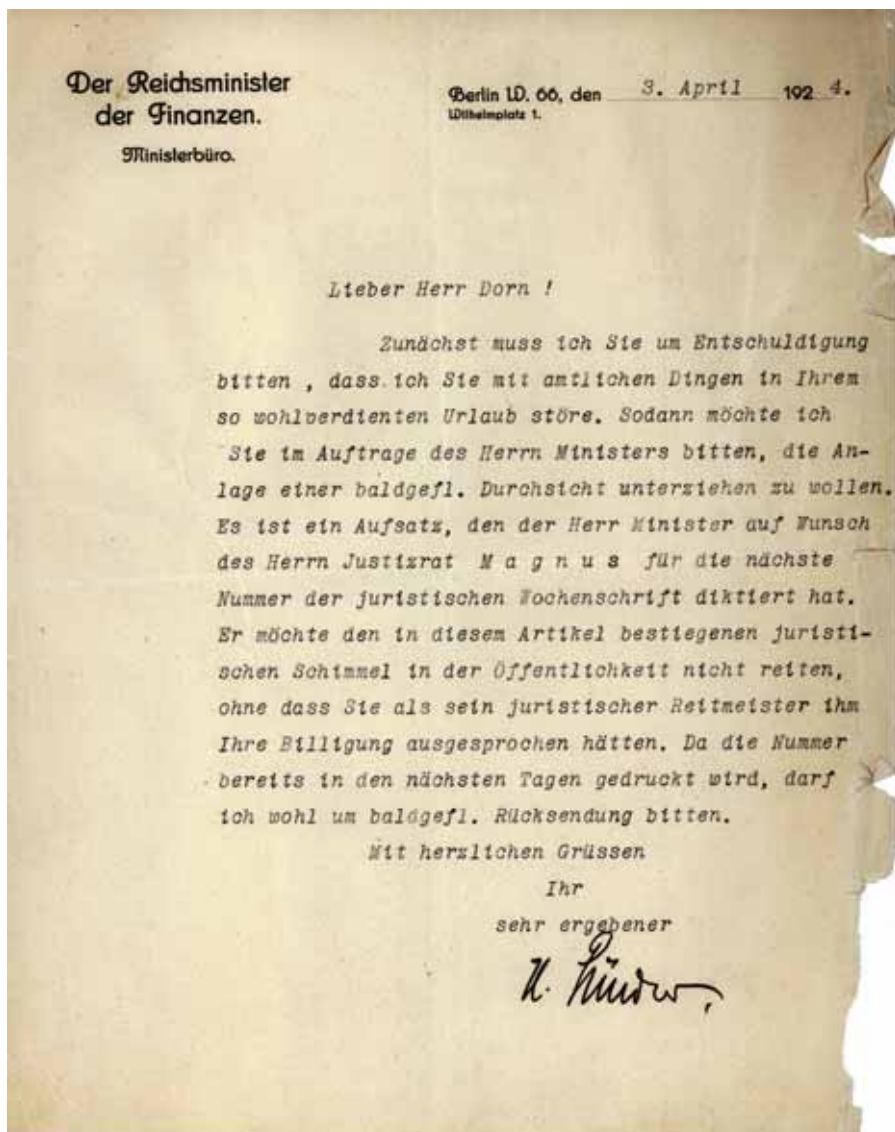 Der Reichsminister
der Finanzen.
Ministerbüro.
Berlin W. 66, den 3. April 1924.
Wilhelmplatz 1.
Lieber Herr Dorn !
Zunächst muss ich Sie um Entschuldigung
bitten , dass ich Sie mit amtlichen Dingen in Ihrem
so wohlverdienten Urlaub störe. Sodann möchte ich
Sie im Auftrage des Herrn Ministers bitten, die An-
lage einer baldgefl. Durchsicht unterziehen zu wollen.
Es ist ein Aufsatz, den der Herr Minister auf Wunsch
des Herrn Justizrat M a g n u s für die nächste
Nummer der juristischen Wochenschrift diktiert hat.
Er möchte den in diesem Artikel bestiegenen juristi-
schen Schimmel in der Öffentlichkeit nicht reiten,
ohne dass Sie als sein juristischer Reitmeister ihm
Ihre Billigung ausgesprochen hätten. Da die Nummer
bereits in den nächsten Tagen gedruckt wird, darf
ich wohl um baldgefl. Rücksendung bitten.
Mit herzlichen Grüssen
Ihr
sehr ergebener